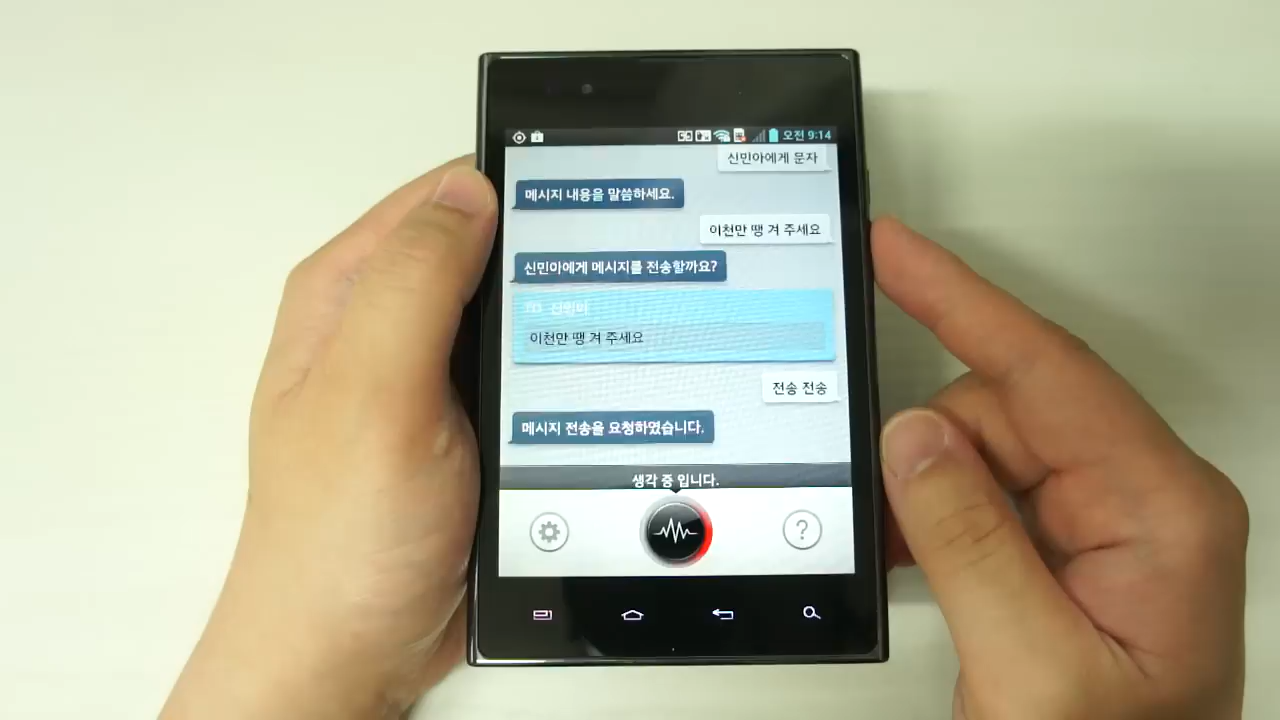 오전 9:14
신민아에게 문자
메시지 내용을 말씀하세요.
이천만 땡 겨 주세요
신민아에게 메시지를 전송할까요?
이천만 땡 겨 주세요
전송 전송
메시지 전송을 요청하였습니다.
생각 중 입니다.
?